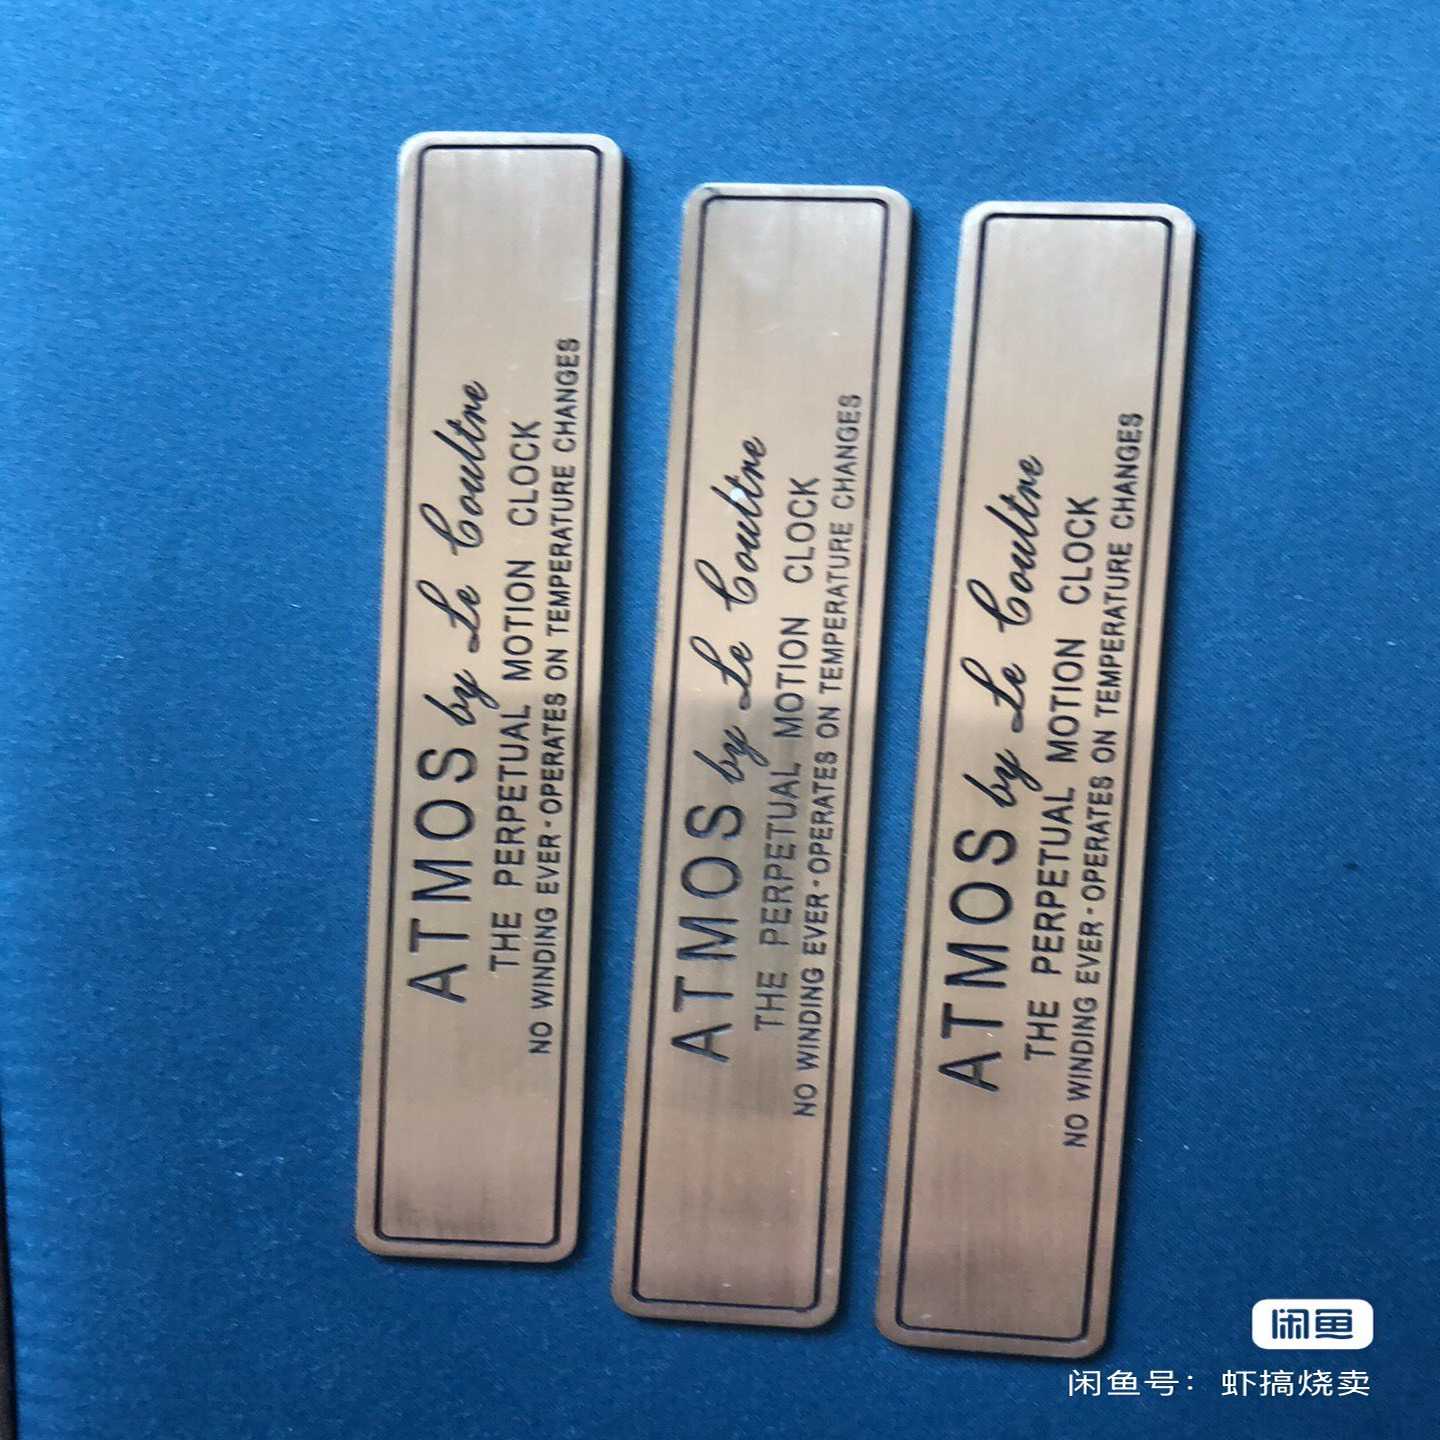 ATMOS by Le Coultre
THE PERPETUAL MOTION CLOCK
NO WINDING EVER-OPERATES ON TEMPERATURE CHANGES
ATMOS by Le Coultre
THE PERPETUAL MOTION CLOCK
NO WINDING EVER-OPERATES ON TEMPERATURE CHANGES
ATMOS by Le Coultre
THE PERPETUAL MOTION CLOCK
NO WINDING EVER-OPERATES ON TEMPERATURE CHANGES
闲鱼
闲鱼号：虾搞烧卖